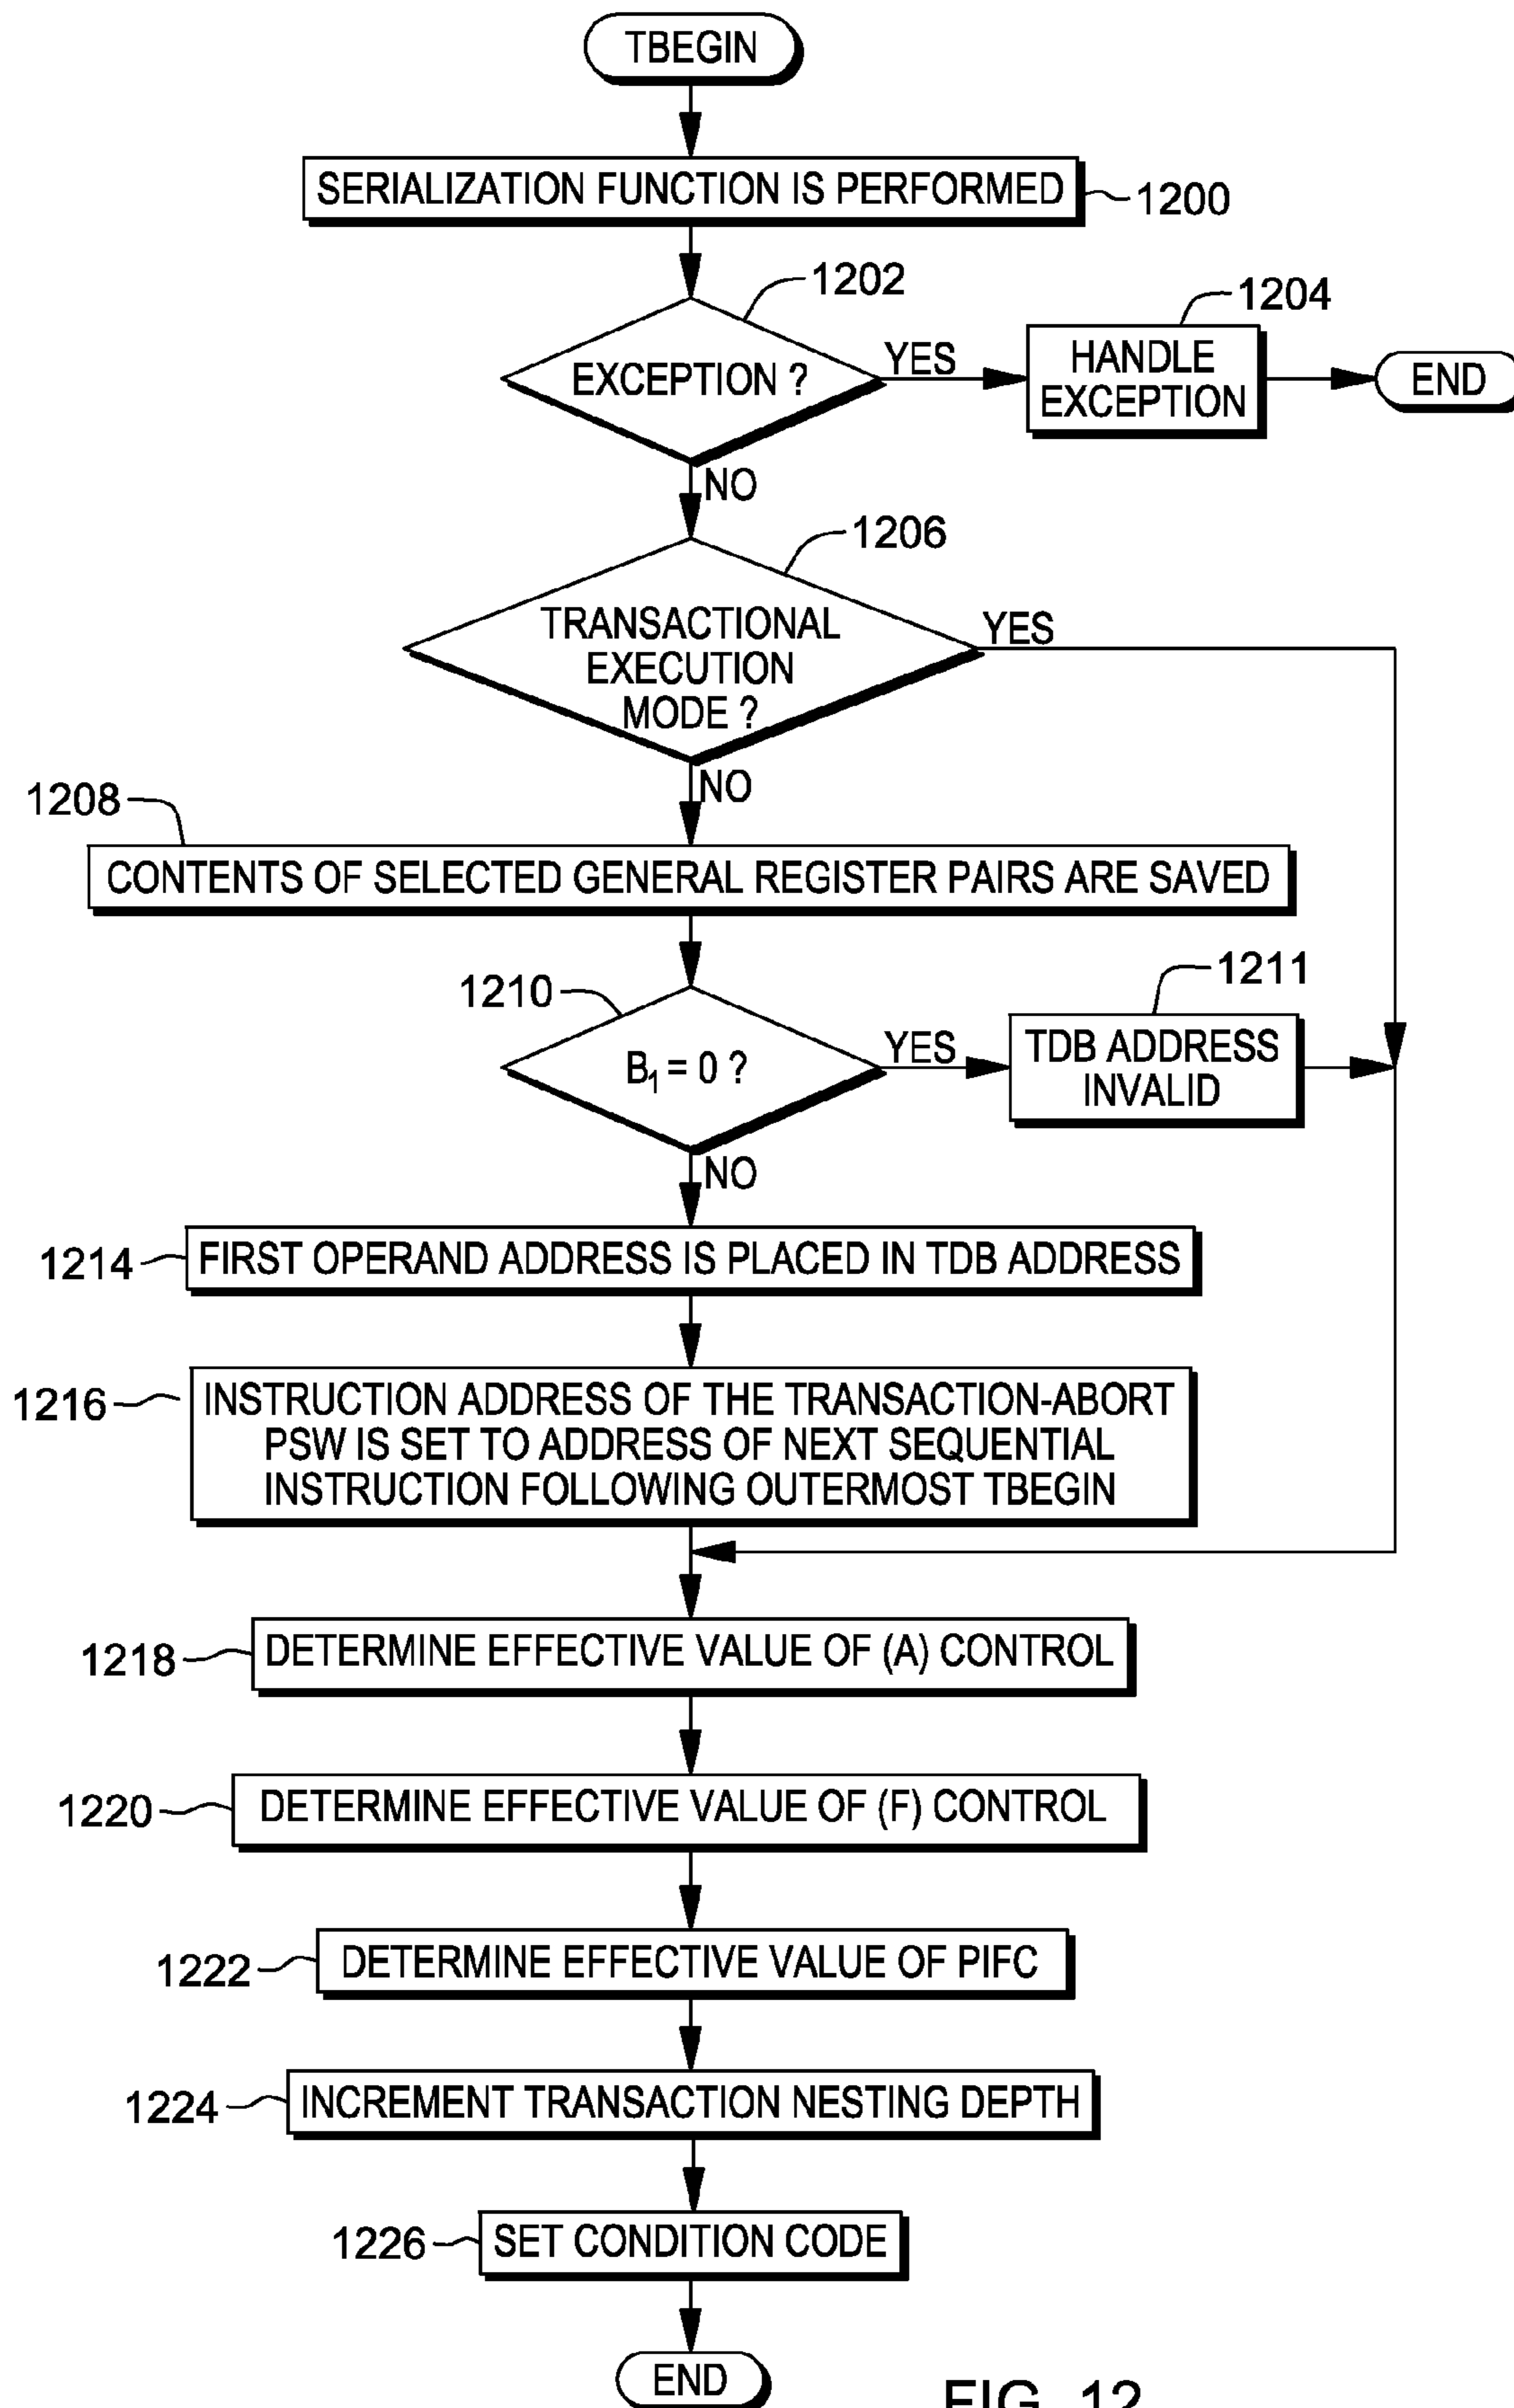 TBEGIN
SERIALIZATION FUNCTION IS PERFORMED
1200
1202
1204
EXCEPTION ?
YES
HANDLE
EXCEPTION
END
NO
1206
TRANSACTIONAL
EXECUTION
MODE ?
YES
NO
1208
CONTENTS OF SELECTED GENERAL REGISTER PAIRS ARE SAVED
1210
1211
B1 = 0 ?
YES
TDB ADDRESS
INVALID
NO
1214
FIRST OPERAND ADDRESS IS PLACED IN TDB ADDRESS
1216
INSTRUCTION ADDRESS OF THE TRANSACTION-ABORT
PSW IS SET TO ADDRESS OF NEXT SEQUENTIAL
INSTRUCTION FOLLOWING OUTERMOST TBEGIN
1218
DETERMINE EFFECTIVE VALUE OF (A) CONTROL
1220
DETERMINE EFFECTIVE VALUE OF (F) CONTROL
1222
DETERMINE EFFECTIVE VALUE OF PIFC
1224
INCREMENT TRANSACTION NESTING DEPTH
1226
SET CONDITION CODE
END
FIG. 12